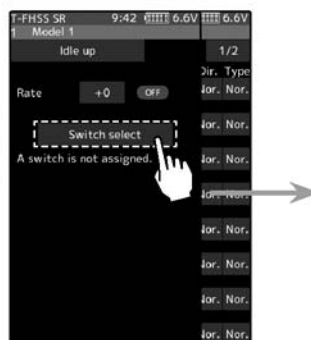 T-FHSS SR 9:42 6.6V 6.6V
1 Model 1
Idle up 1/2
Dir. Type
Rate +0 OFF Nor. Nor.
Switch select Nor. Nor.
A switch is not assigned. Nor. Nor.
Nor. Nor.
Nor. Nor.
Nor. Nor.
Nor. Nor.
Nor. Nor.